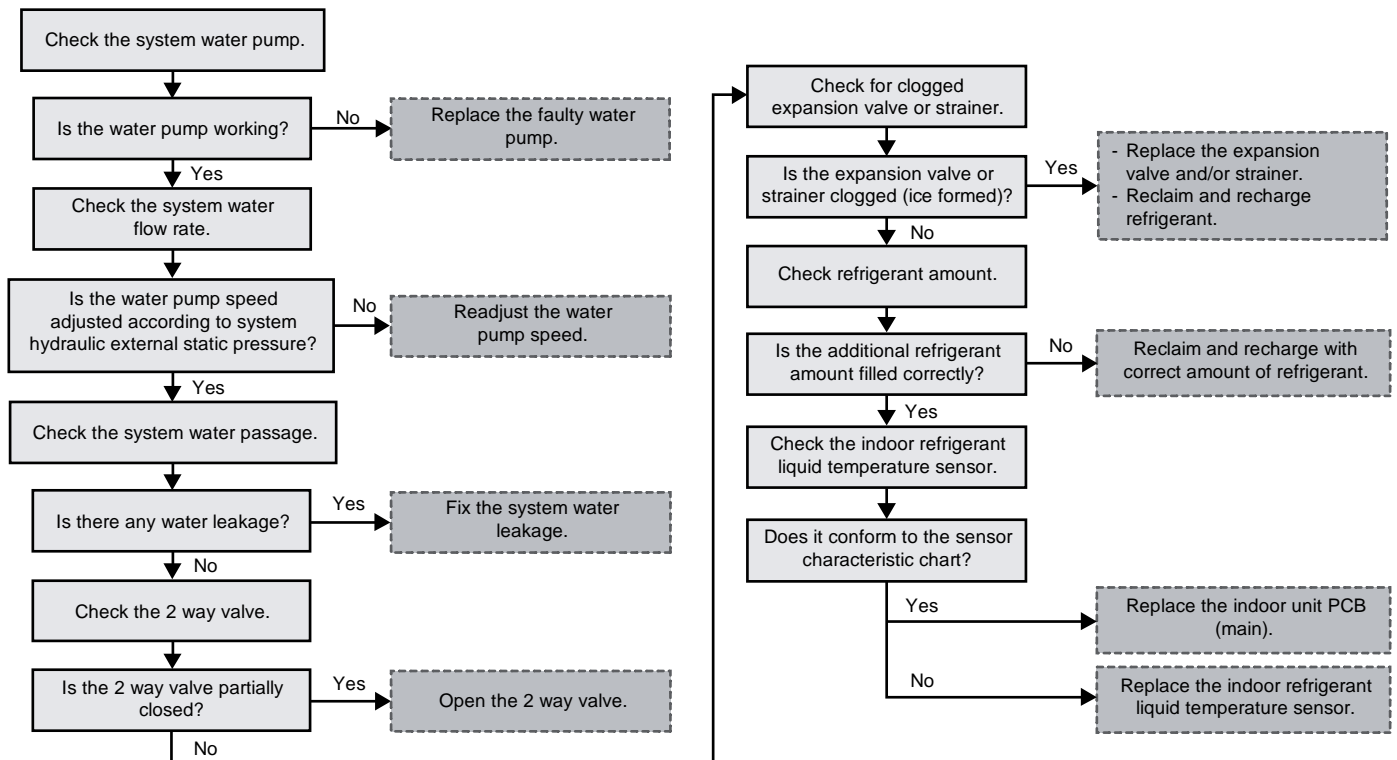 Check the system water pump.
Is the water pump working?
No
Replace the faulty water
pump.
Yes
Check the system water
flow rate.
Is the water pump speed
adjusted according to system
hydraulic external static pressure?
No
Readjust the water
pump speed.
Yes
Check the system water passage.
Is there any water leakage?
Yes
Fix the system water
leakage.
No
Check the 2 way valve.
Is the 2 way valve partially
closed?
Yes
Open the 2 way valve.
No
Check for clogged
expansion valve or strainer.
Is the expansion valve or
strainer clogged (ice formed)?
Yes
- Replace the expansion
valve and/or strainer.
- Reclaim and recharge
refrigerant.
No
Check refrigerant amount.
Is the additional refrigerant
amount filled correctly?
No
Reclaim and recharge with
correct amount of refrigerant.
Yes
Check the indoor refrigerant
liquid temperature sensor.
Does it conform to the sensor
characteristic chart?
Yes
Replace the indoor unit PCB
(main).
No
Replace the indoor refrigerant
liquid temperature sensor.